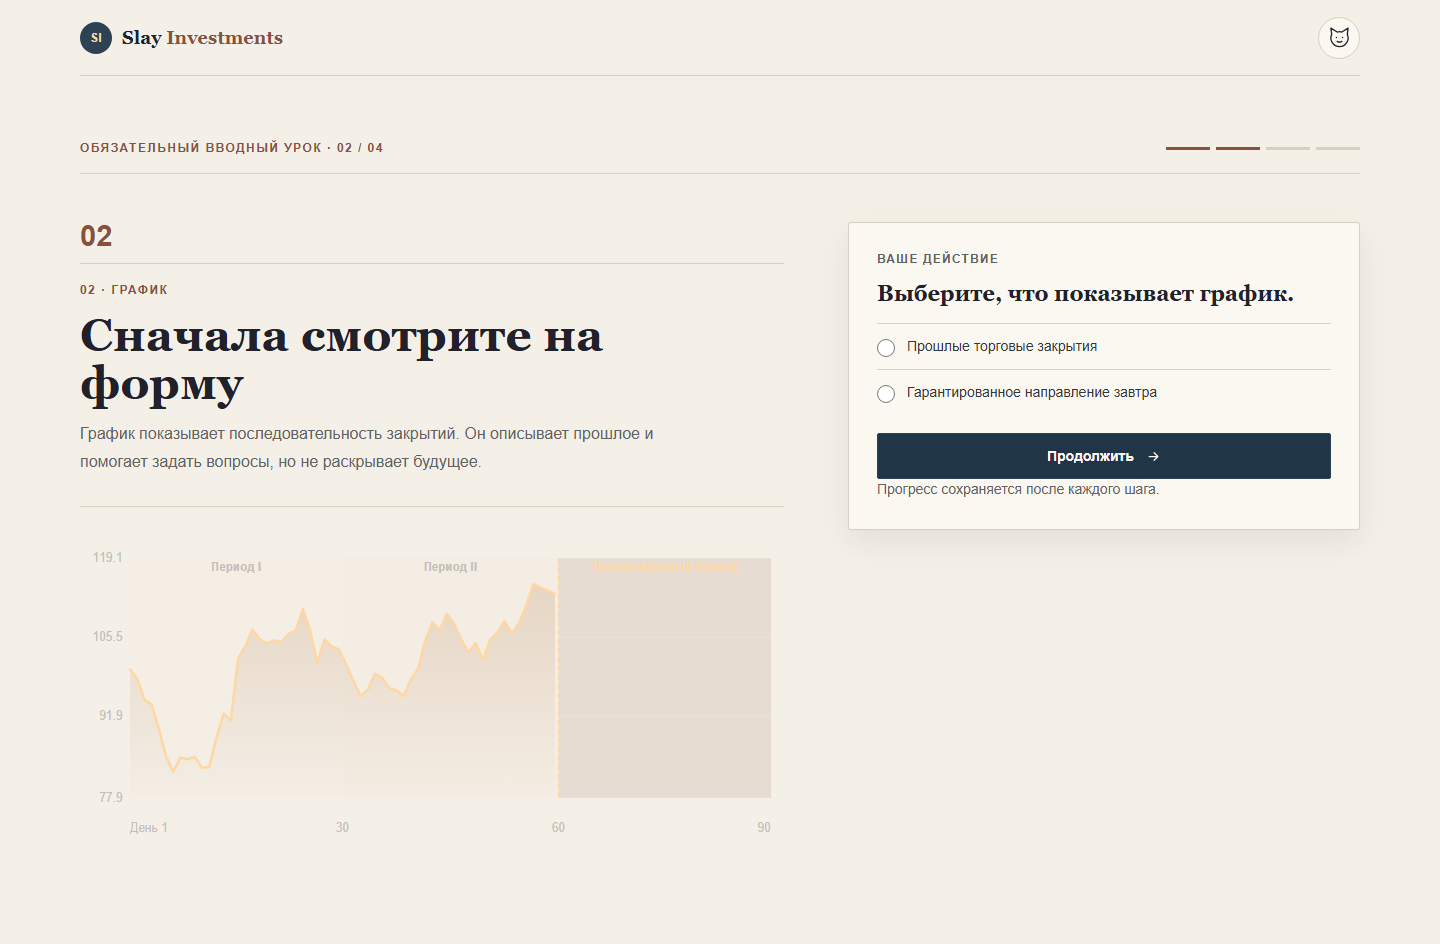 SI Slay Investments
ОБЯЗАТЕЛЬНЫЙ ВВОДНЫЙ УРОК · 02 / 04
02
02 · ГРАФИК
Сначала смотрите на
форму
График показывает последовательность закрытий. Он описывает прошлое и
помогает задать вопросы, но не раскрывает будущее.
119.1
Период I
Период II
105.5
91.9
77.9
День 1
30
60
90
ВАШЕ ДЕЙСТВИЕ
Выберите, что показывает график.
Прошлые торговые закрытия
Гарантированное направление завтра
Продолжить →
Прогресс сохраняется после каждого шага.